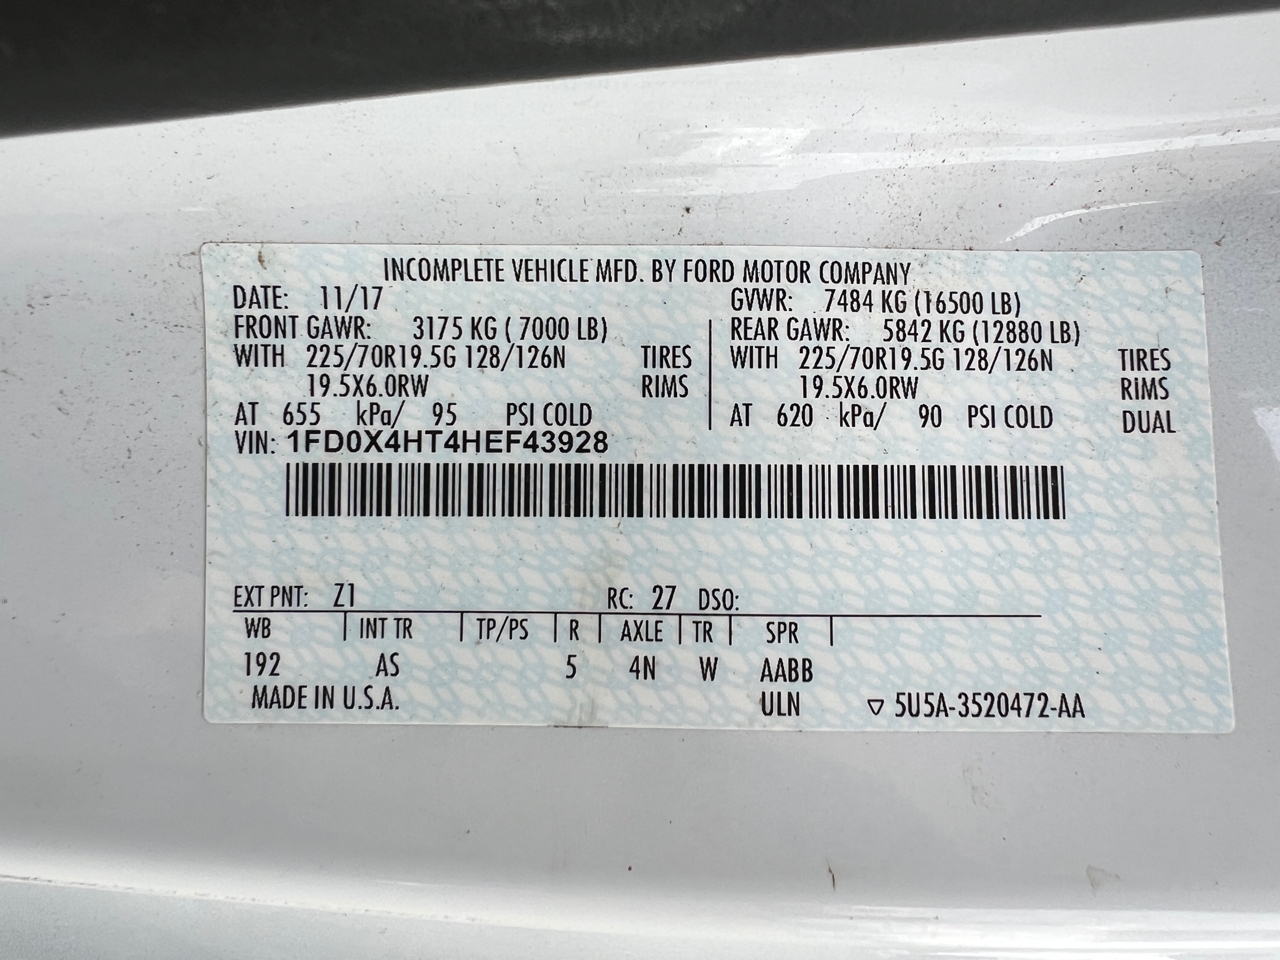 INCOMPLETE VEHICLE MFD. BY FORD MOTOR COMPANY
DATE: 11/17 GVWR: 7484 KG (16500 LB)
FRONT GAWR: 3175 KG ( 7000 LB) REAR GAWR: 5842 KG (12880 LB)
WITH 225/70R19.5G 128/126N TIRES WITH 225/70R19.5G 128/126N TIRES
19.5X6.0RW RIMS 19.5X6.0RW RIMS
AT 655 kPa/ 95 PSI COLD AT 620 kPa/ 90 PSI COLD DUAL
VIN: 1FD0X4HT4HEF43928
EXT PNT: Z1 RC: 27 DSO:
WB INT TR TP/PS R AXLE TR SPR
192 AS 5 4N W AABB
MADE IN U.S.A. ULN ▽ 5U5A-3520472-AA